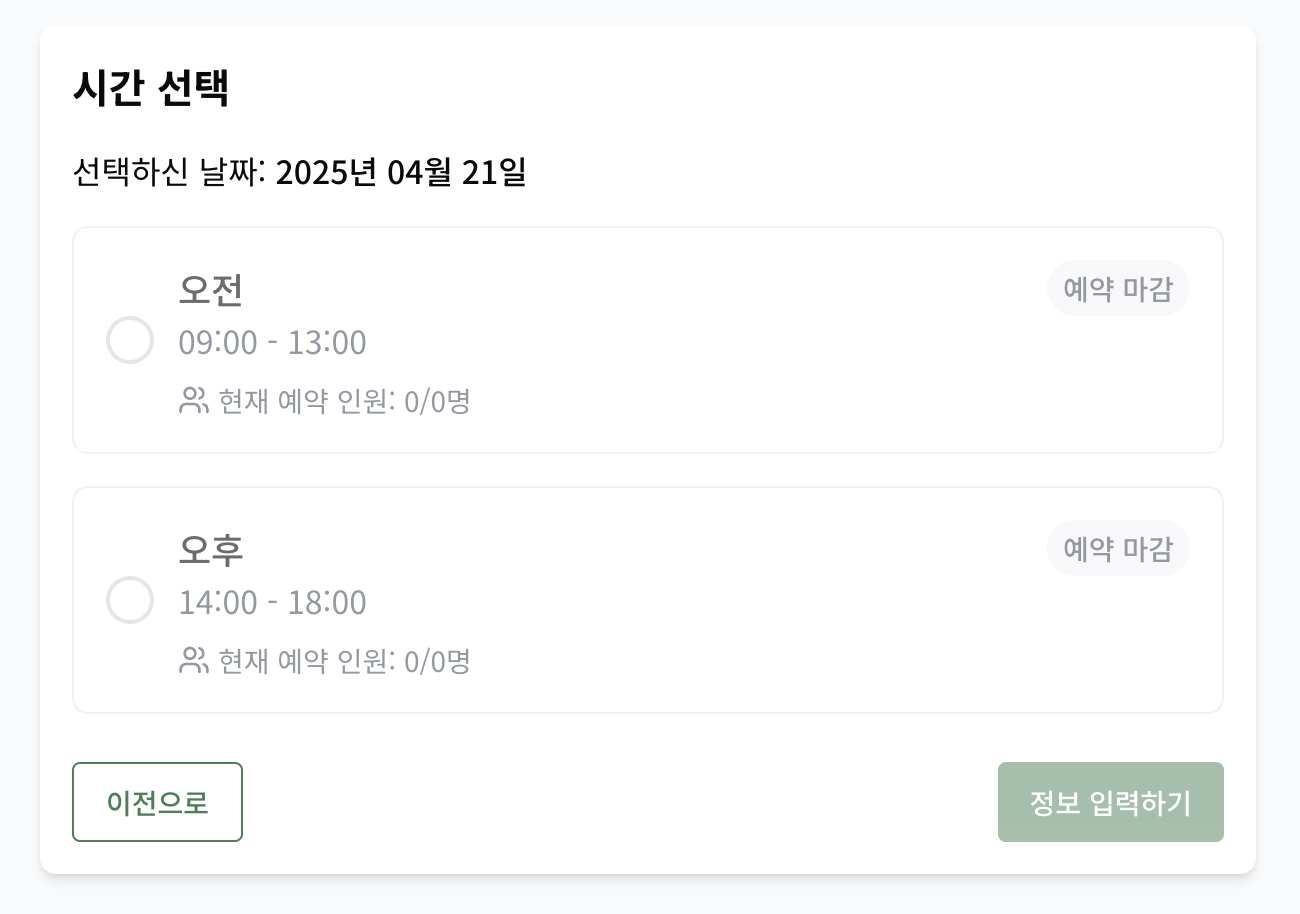 시간 선택
선택하신 날짜: 2025년 04월 21일
오전
예약 마감
09:00 - 13:00
현재 예약 인원: 0/0명
오후
예약 마감
14:00 - 18:00
현재 예약 인원: 0/0명
이전으로
정보 입력하기